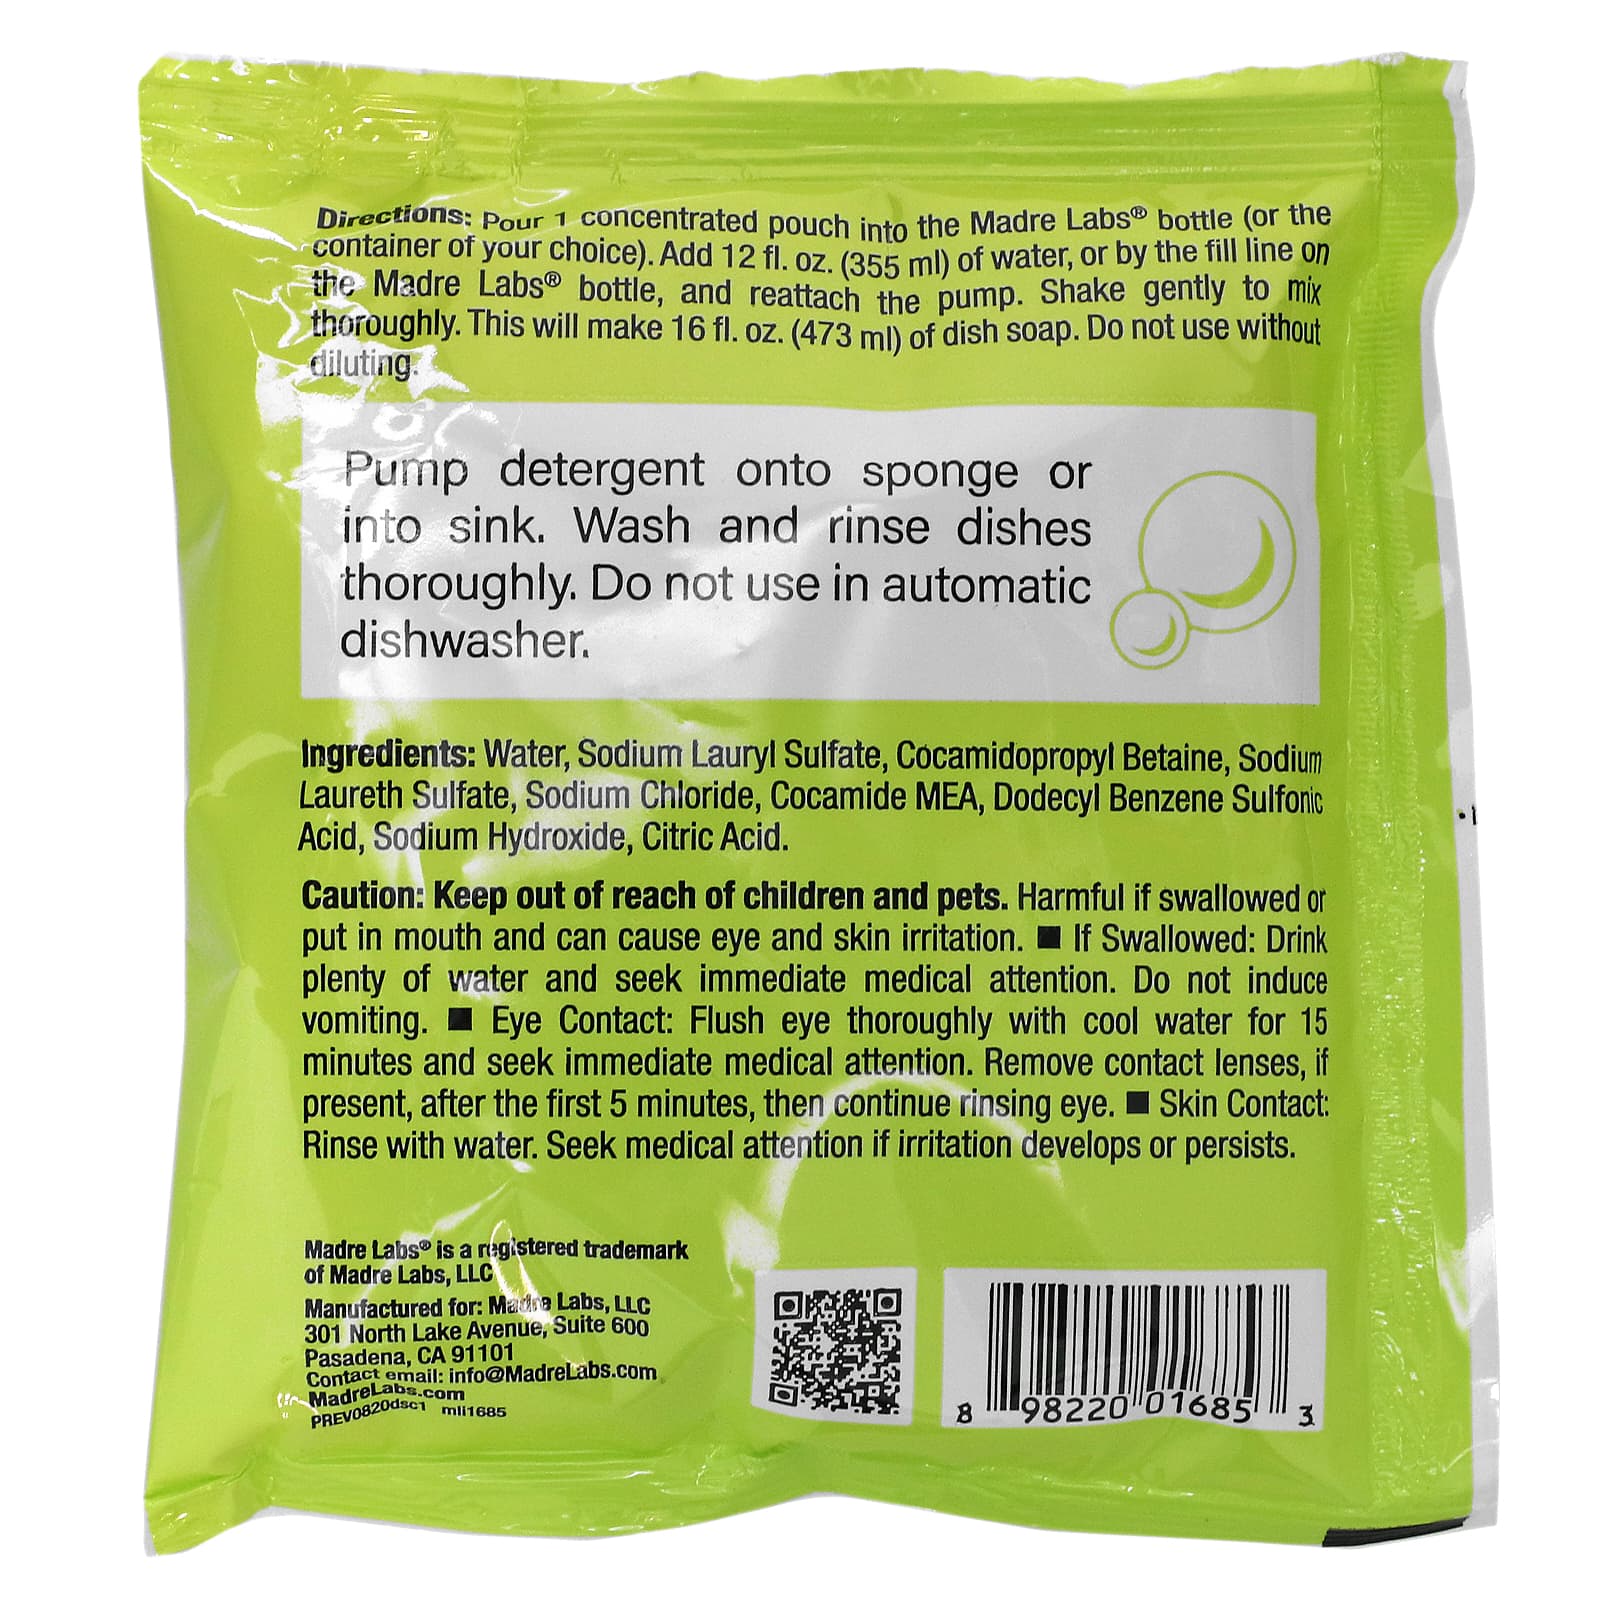 Directions: Pour 1 concentrated pouch into the Madre Labs® bottle (or the
container of your choice). Add 12 fl. oz. (355 ml) of water, or by the fill line on
the Madre Labs® bottle, and reattach the pump. Shake gently to mix
thoroughly. This will make 16 fl. oz. (473 ml) of dish soap. Do not use without
diluting.
Pump detergent onto sponge or
into sink. Wash and rinse dishes
thoroughly. Do not use in automatic
dishwasher.
Ingredients: Water, Sodium Lauryl Sulfate, Cocamidopropyl Betaine, Sodium
Laureth Sulfate, Sodium Chloride, Cocamide MEA, Dodecyl Benzene Sulfonic
Acid, Sodium Hydroxide, Citric Acid.
Caution: Keep out of reach of children and pets. Harmful if swallowed or
put in mouth and can cause eye and skin irritation. ■ If Swallowed: Drink
plenty of water and seek immediate medical attention. Do not induce
vomiting. ■ Eye Contact: Flush eye thoroughly with cool water for 15
minutes and seek immediate medical attention. Remove contact lenses, if
present, after the first 5 minutes, then continue rinsing eye. ■ Skin Contact:
Rinse with water. Seek medical attention if irritation develops or persists.
Madre Labs® is a registered trademark
of Madre Labs, LLC
Manufactured for: Madre Labs, LLC
301 North Lake Avenue, Suite 600
Pasadena, CA 91101
Contact email: info@MadreLabs.com
MadreLabs.com
PREV0820dsc1 mli1685
8 98220 01685 3